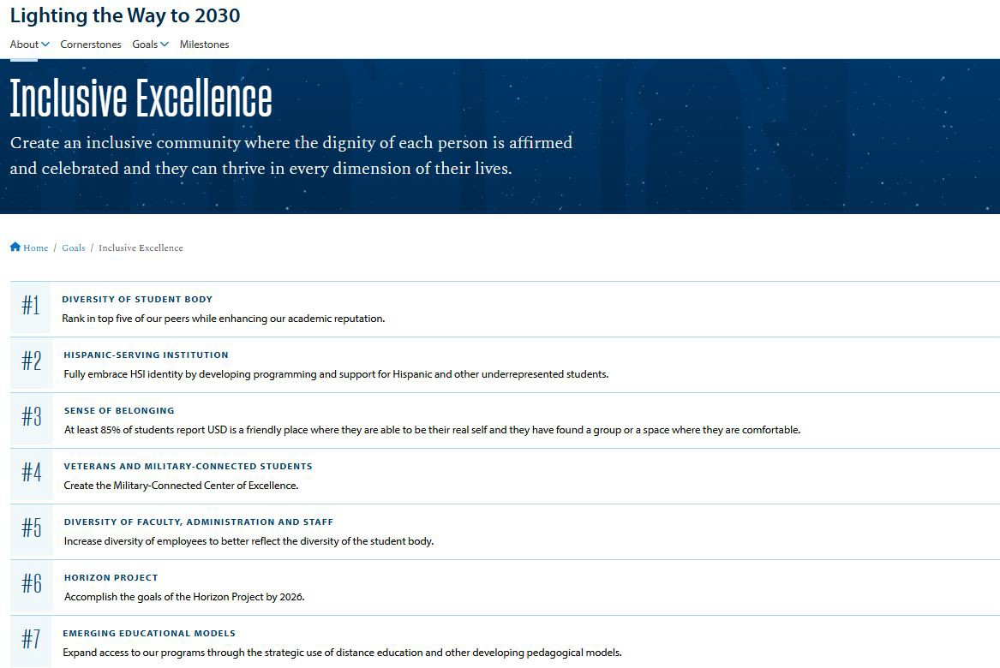 Lighting the Way to 2030
About Cornerstones Goals Milestones
Inclusive Excellence
Create an inclusive community where the dignity of each person is affirmed
and celebrated and they can thrive in every dimension of their lives.
Home / Goals / Inclusive Excellence
#1
DIVERSITY OF STUDENT BODY
Rank in top five of our peers while enhancing our academic reputation.
#2
HISPANIC-SERVING INSTITUTION
Fully embrace HSI identity by developing programming and support for Hispanic and other underrepresented students.
#3
SENSE OF BELONGING
At least 85% of students report USD is a friendly place where they are able to be their real self and they have found a group or a space where they are comfortable.
#4
VETERANS AND MILITARY-CONNECTED STUDENTS
Create the Military-Connected Center of Excellence.
#5
DIVERSITY OF FACULTY, ADMINISTRATION AND STAFF
Increase diversity of employees to better reflect the diversity of the student body.
#6
HORIZON PROJECT
Accomplish the goals of the Horizon Project by 2026.
#7
EMERGING EDUCATIONAL MODELS
Expand access to our programs through the strategic use of distance education and other developing pedagogical models.